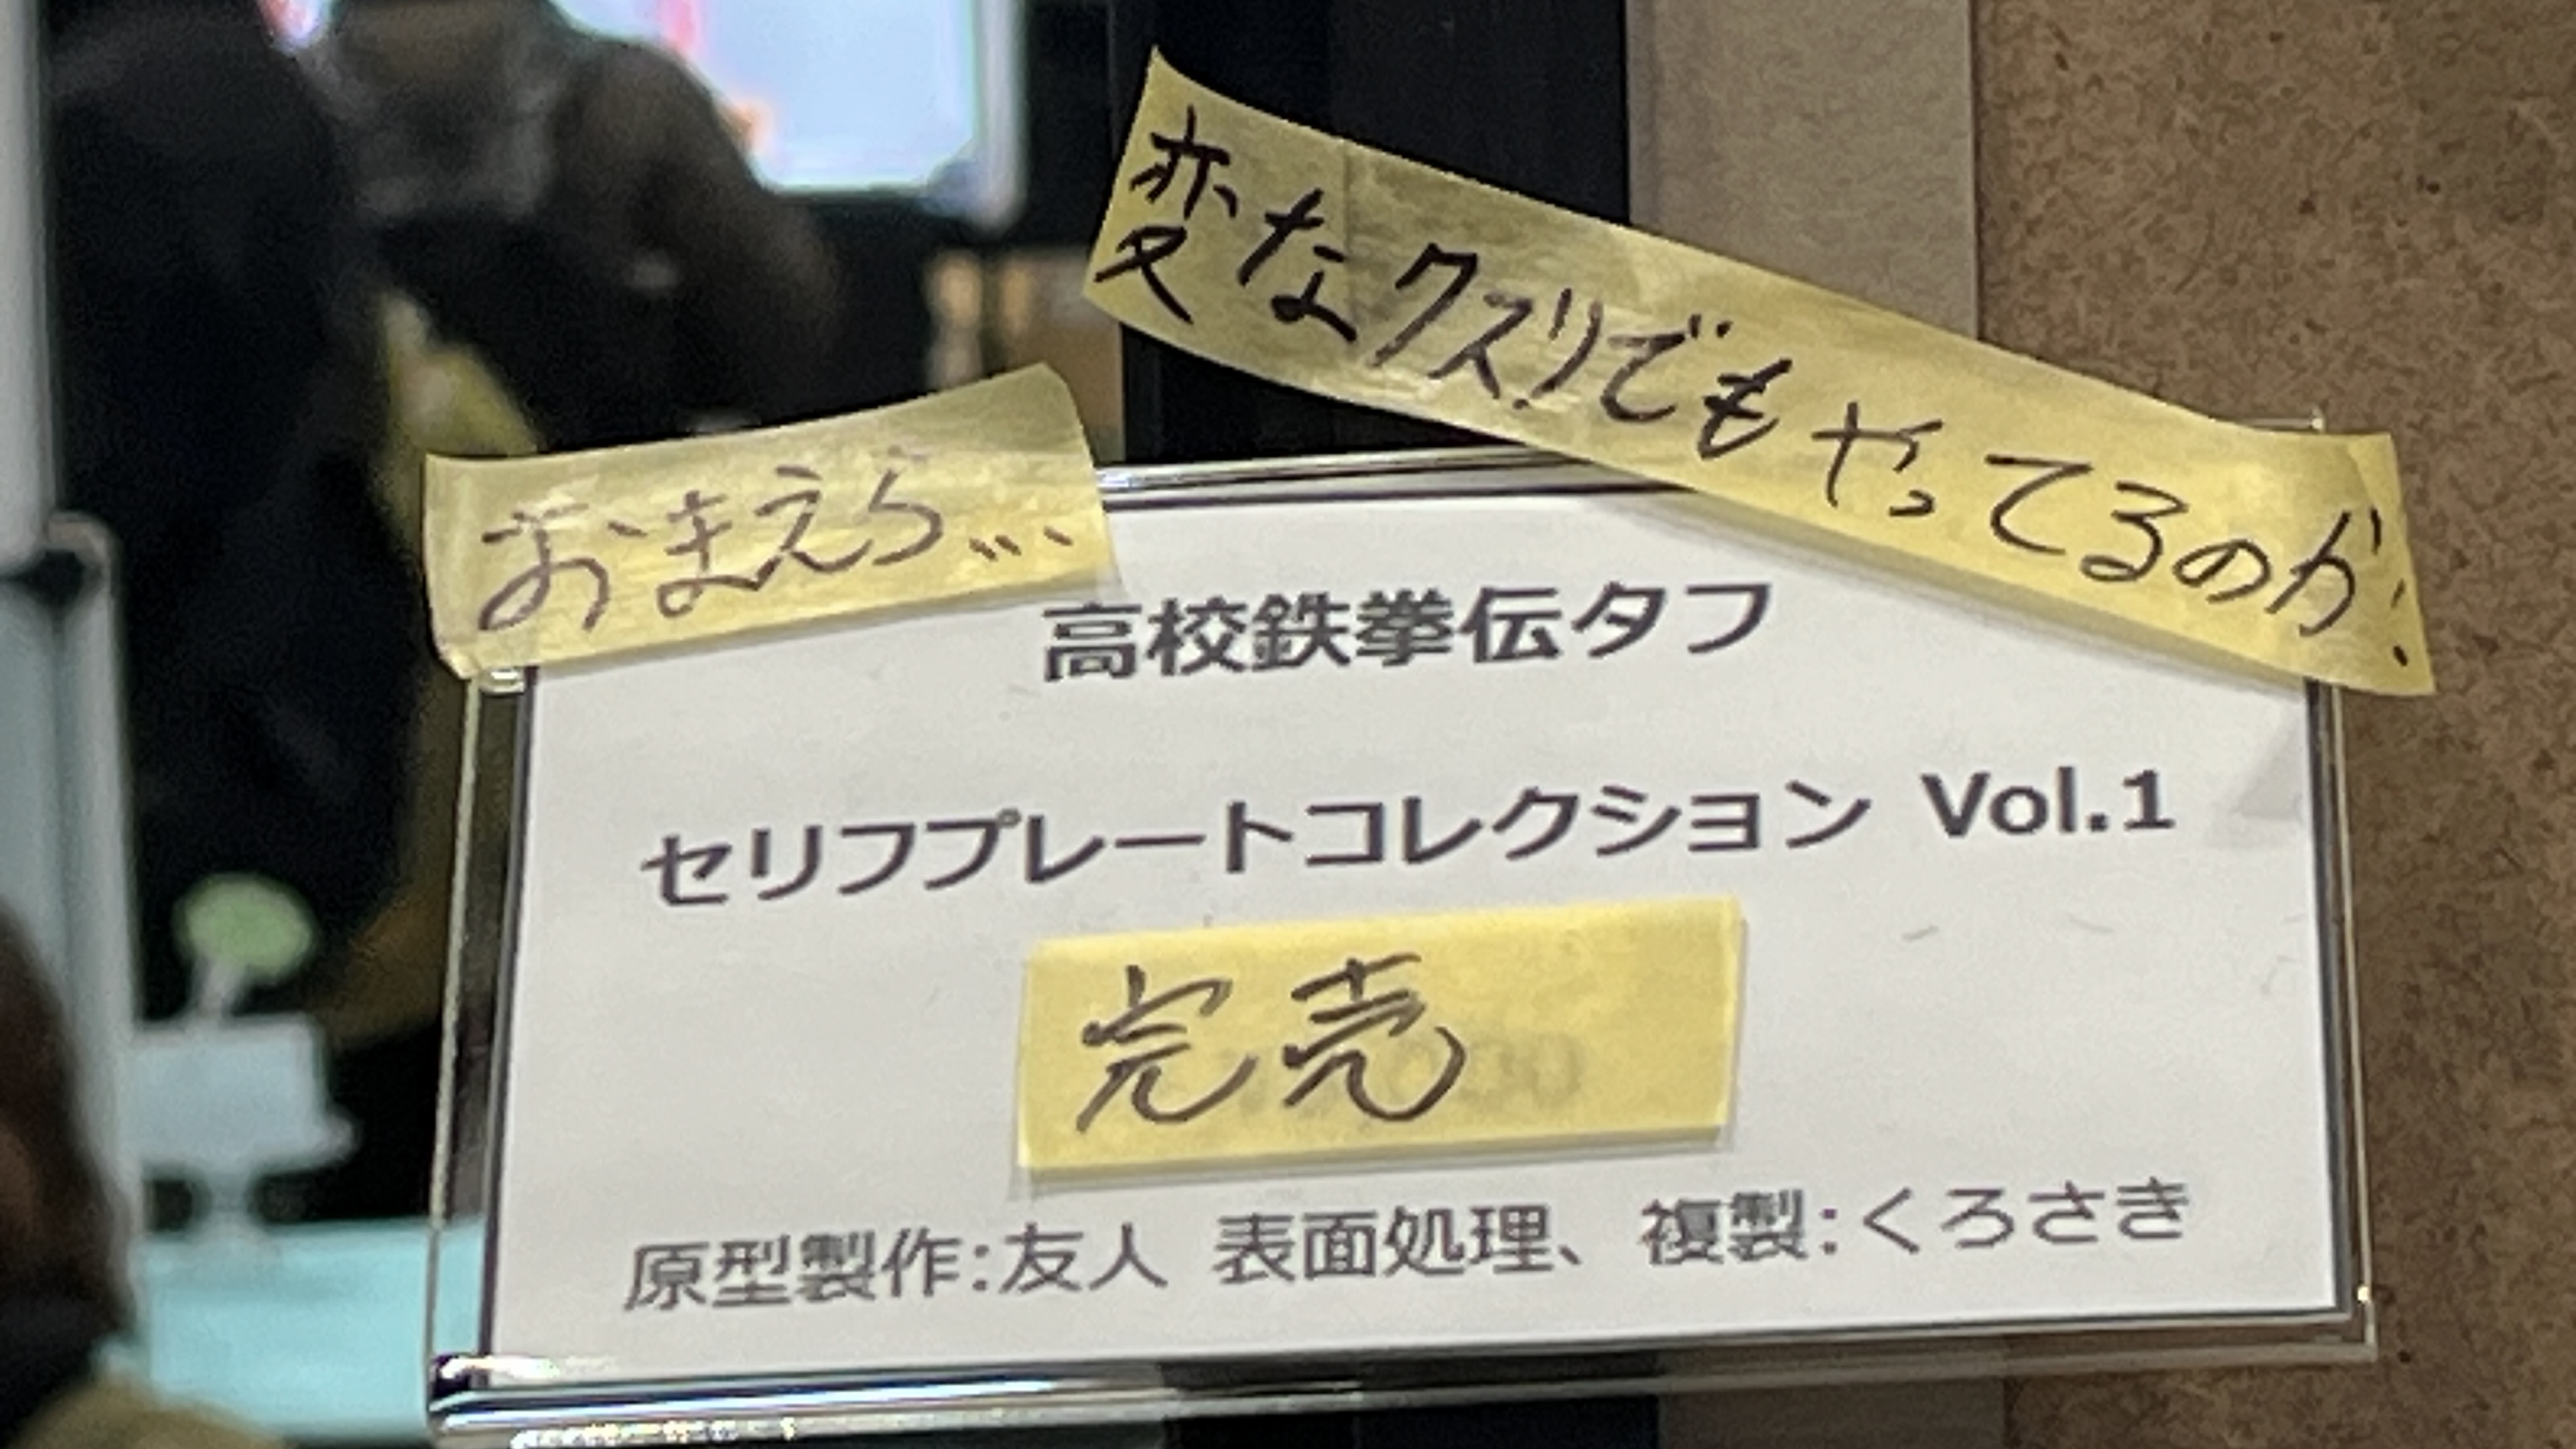 おまえら...
変なクスリでもやってるのか!
高校鉄拳伝タフ
セリフプレートコレクション Vol.1
完売
原型製作:友人 表面処理、複製:くろさき